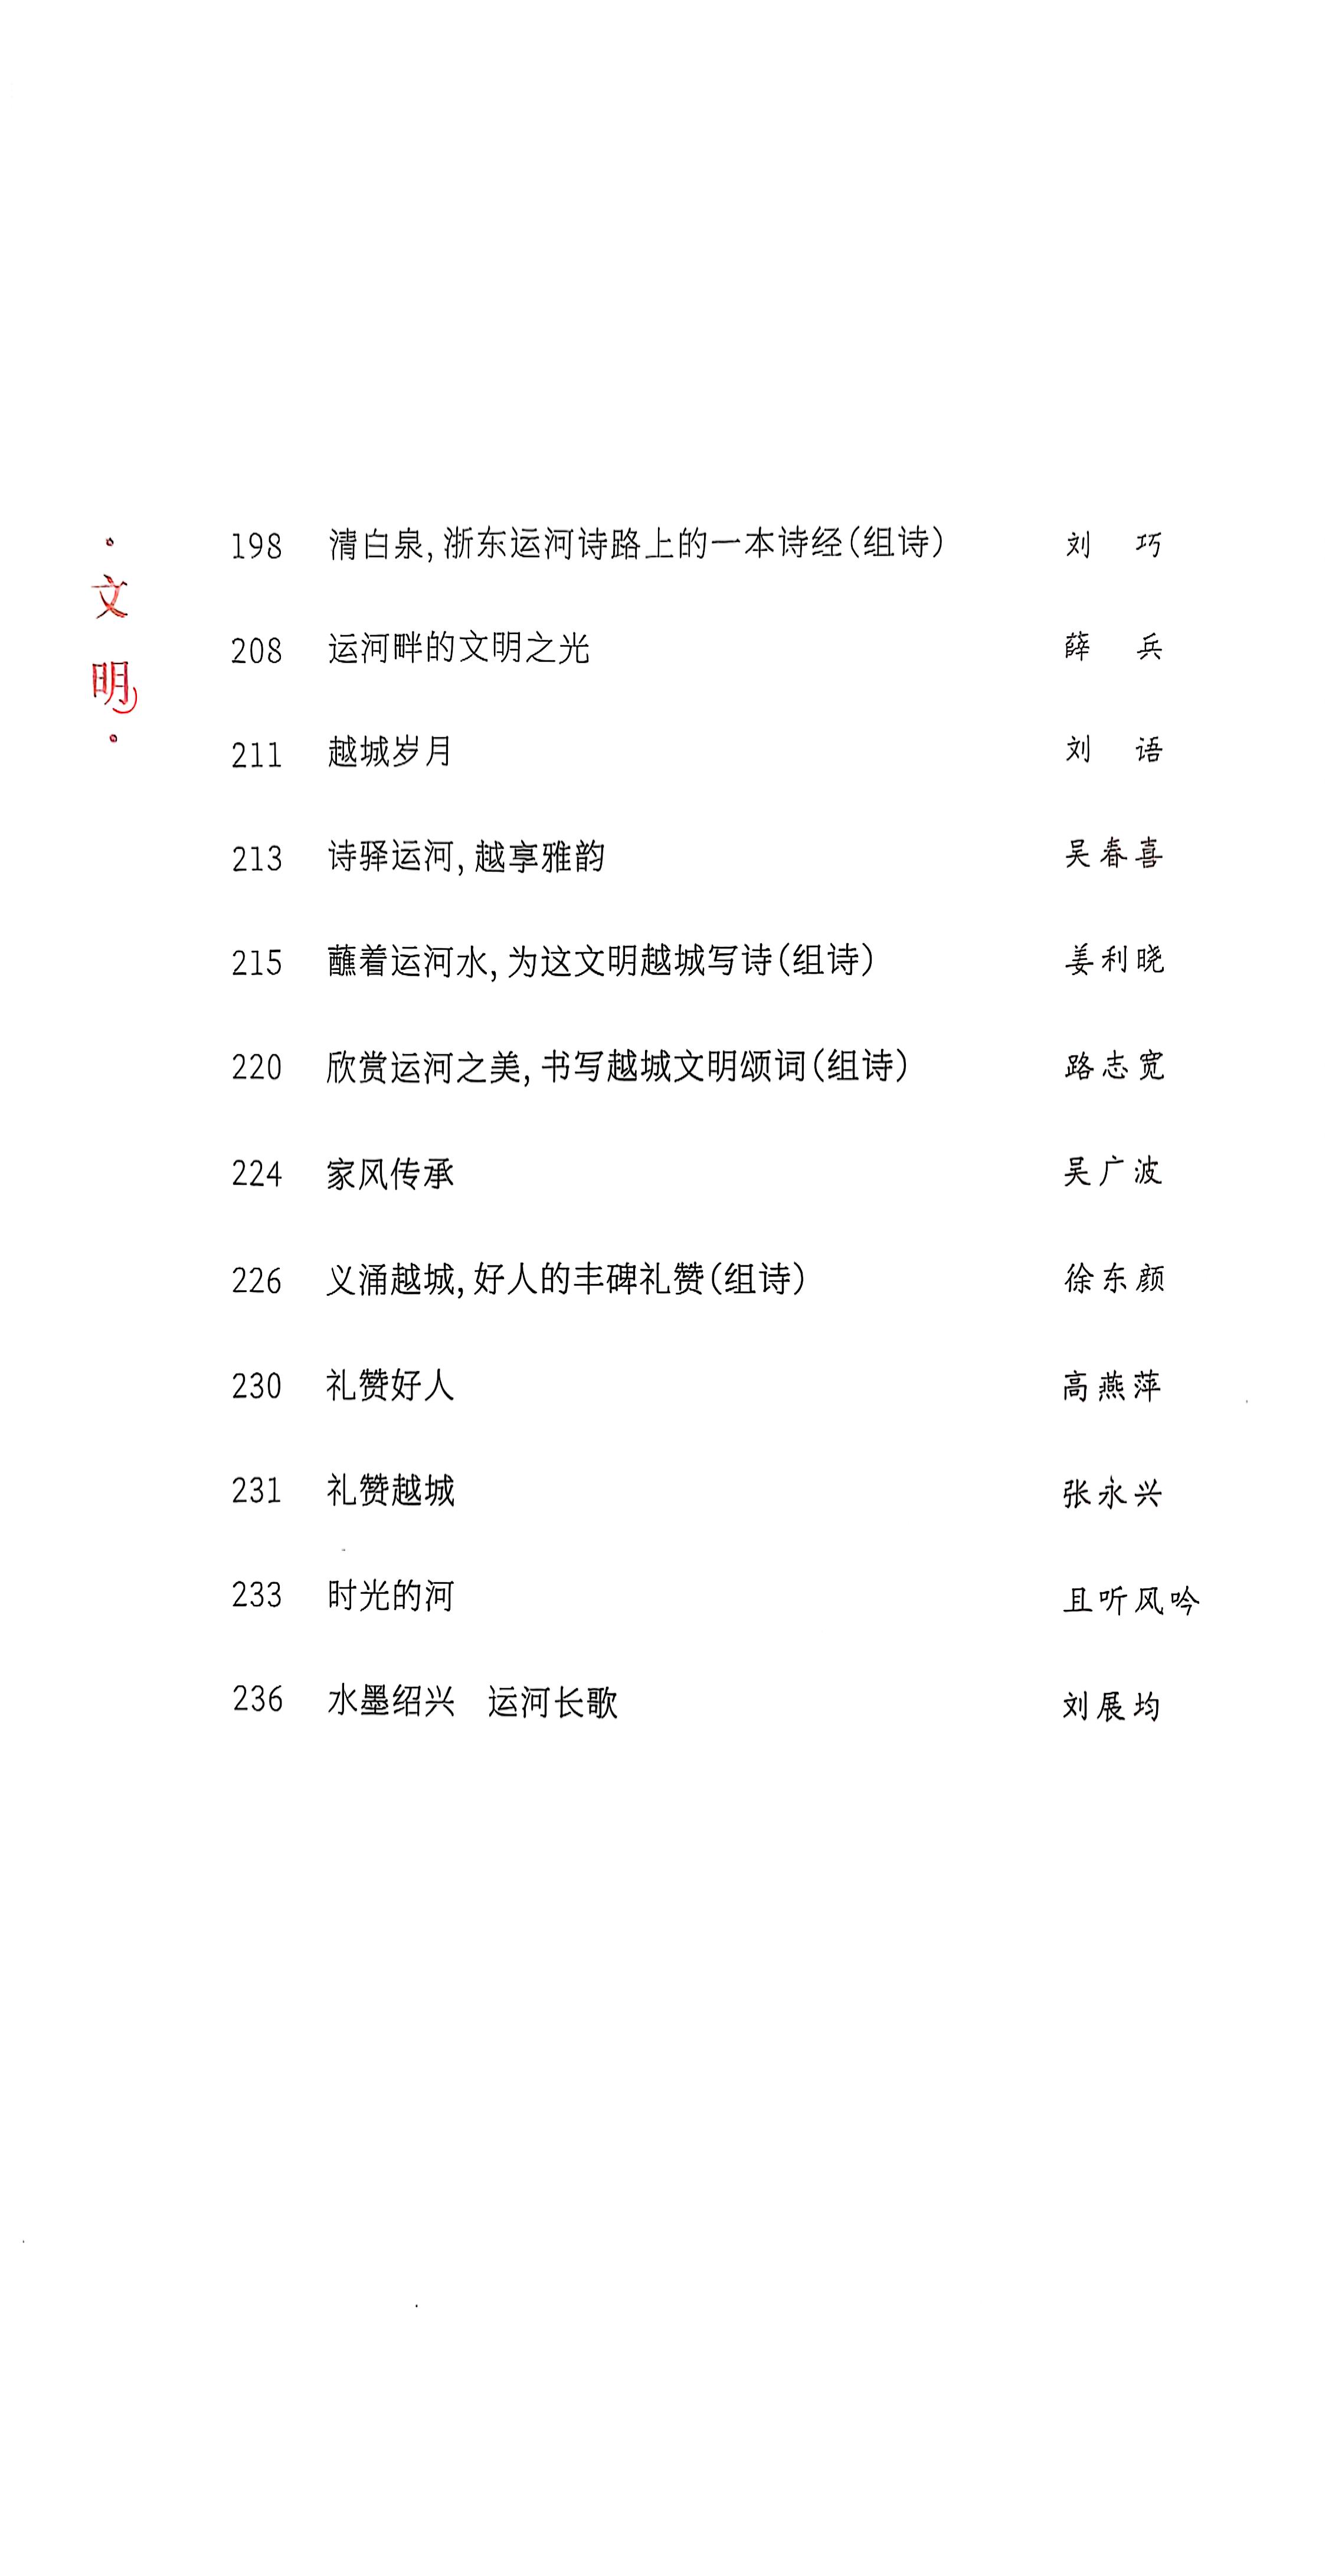 ·文明·
198 清白泉,浙东运河诗路上的一本诗经(组诗) 刘 巧
208 运河畔的文明之光 薛 兵
211 越城岁月 刘 语
213 诗驿运河,越享雅韵 吴春喜
215 蘸着运河水,为这文明越城写诗(组诗) 姜利晓
220 欣赏运河之美,书写越城文明颂词(组诗) 路志宽
224 家风传承 吴广波
226 义涌越城,好人的丰碑礼赞(组诗) 徐东颜
230 礼赞好人 高燕萍
231 礼赞越城 张永兴
233 时光的河 且听风吟
236 水墨绍兴 运河长歌 刘展均